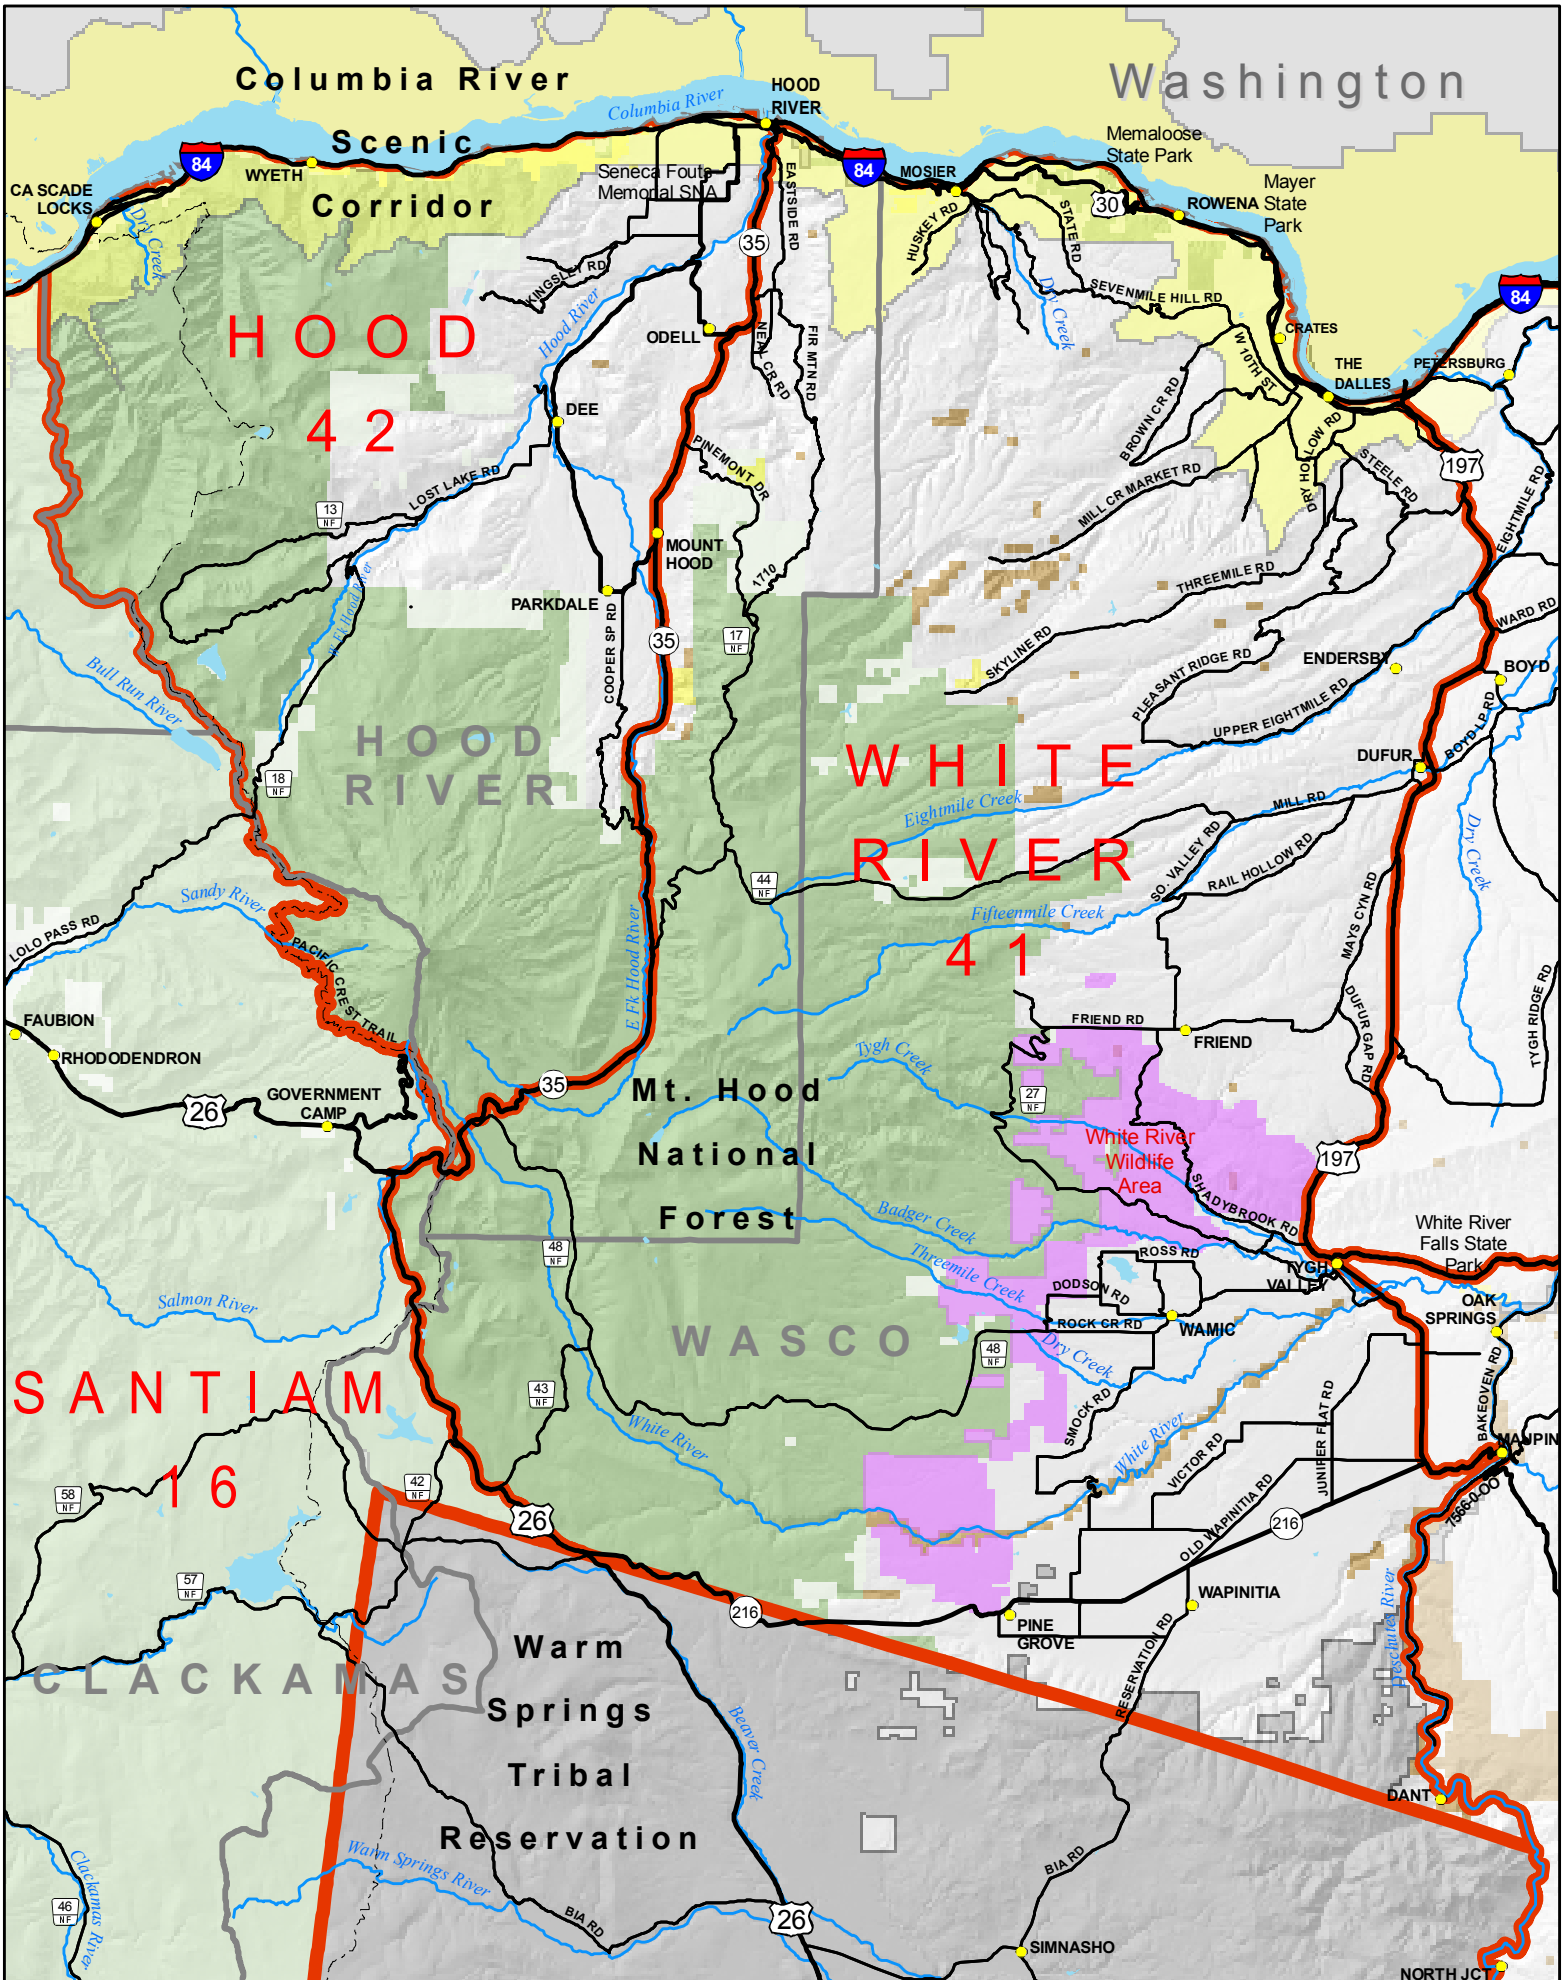 Columbia River
Scenic
Corridor
Columbia River
HOOD
RIVER
Washington
Memaloose
State Park
Mayer
State
Park
84
84
84
WYETH
CASCADE
LOCKS
Dry Creek
Seneca Fouts
Memorial SNA
EASTSIDE RD
35
MOSIER
HUSKEY RD
STATE RD
30
ROWENA
Dry Creek
SEVENMILE HILL RD
CRATES
W 10TH ST
THE
DALLES
PETERSBURG
KINGSLEY RD
Hood River
HOOD
42
ODELL
NEAL CR RD
FIR MTN RD
DEE
BROWN CR RD
MILL CR MARKET RD
DRY HOLLOW RD
STEELE RD
197
EIGHTMILE RD
PINEMONT DR
LOST LAKE RD
13
NF
MOUNT
HOOD
1710
THREEMILE RD
W Fk Hood River
PARKDALE
COOPER SP RD
35
17
NF
SKYLINE RD
PLEASANT RIDGE RD
ENDERSBY
WARD RD
BOYD
Bull Run River
UPPER EIGHTMILE RD
BOYD LP RD
HOOD
RIVER
18
NF
WHITE
RIVER
41
DUFUR
Eightmile Creek
MILL RD
Dry Creek
SO. VALLEY RD
RAIL HOLLOW RD
44
NF
Fifteenmile Creek
MAYS CYN RD
Sandy River
LOLO PASS RD
PACIFIC CREST TRAIL
E Fk Hood River
DUFUR GAP RD
TYGH RIDGE RD
FRIEND RD
FRIEND
FAUBION
RHODODENDRON
26
GOVERNMENT
CAMP
35
Mt. Hood
National
Forest
Tygh Creek
27
NF
White River
Wildlife
Area
197
SHADYBROOK RD
Badger Creek
Threemile Creek
48
NF
ROSS RD
DODSON RD
TYGH
VALLEY
White River
Falls State
Park
OAK
SPRINGS
Salmon River
WASCO
ROCK CR RD
WAMIC
48
NF
Dry Creek
SANTIAM
16
43
NF
SMOCK RD
JUNIPER FLAT RD
BAKEOVEN RD
MAUPIN
White River
White River
VICTOR RD
58
NF
42
NF
26
OLD WAPINITIA RD
216
7566-0-OO
57
NF
216
PINE
GROVE
WAPINITIA
Deschutes River
CLACKAMAS
Warm
Springs
Tribal
Reservation
RESERVATION RD
Beaver Creek
DANT
Warm Springs River
Clackamas River
46
NF
BIA RD
26
BIA RD
SIMNASHO
NORTH JCT